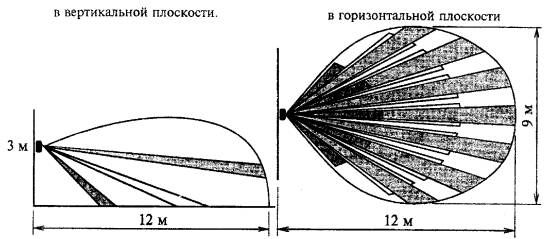 в вертикальной плоскости.
в горизонтальной плоскости
3 м
12 м
12 м
9 м